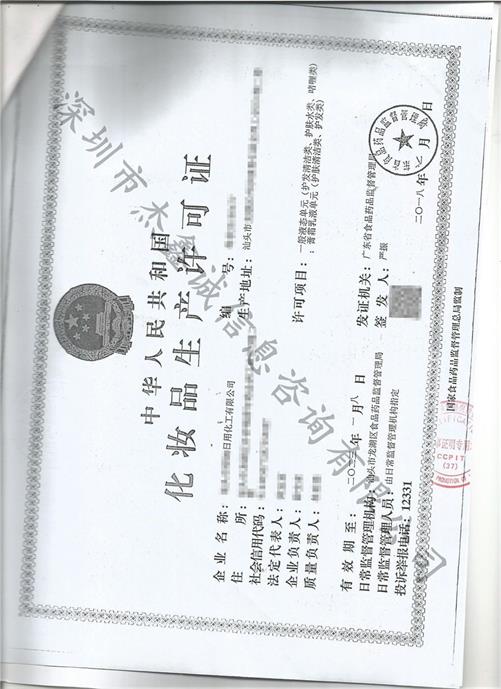 中华人民共和国
化妆品生产许可证
企业名称：
日用化工有限公司
住所：
社会信用代码：
法定代表人：
企业负责人：
质量负责人：
有效期至：二〇二三年一月八日
日常监督管理机构：汕头市龙湖区食品药品监督管理局
日常监督管理人员：由日常监督管理机构指定
投诉举报电话：12331
编号：
生产地址：汕头市
许可项目：一般液态单元（护发清洁类、护肤水类、啫喱类）
；膏霜乳液单元（护肤清洁类、护发类）
发证机关：广东省食品药品监督管理局
签发人：严振
二〇一八年 月 日
国家食品药品监督管理总局监制
CCPIT
(37)
深圳市杰鑫诚信息咨询有限公司